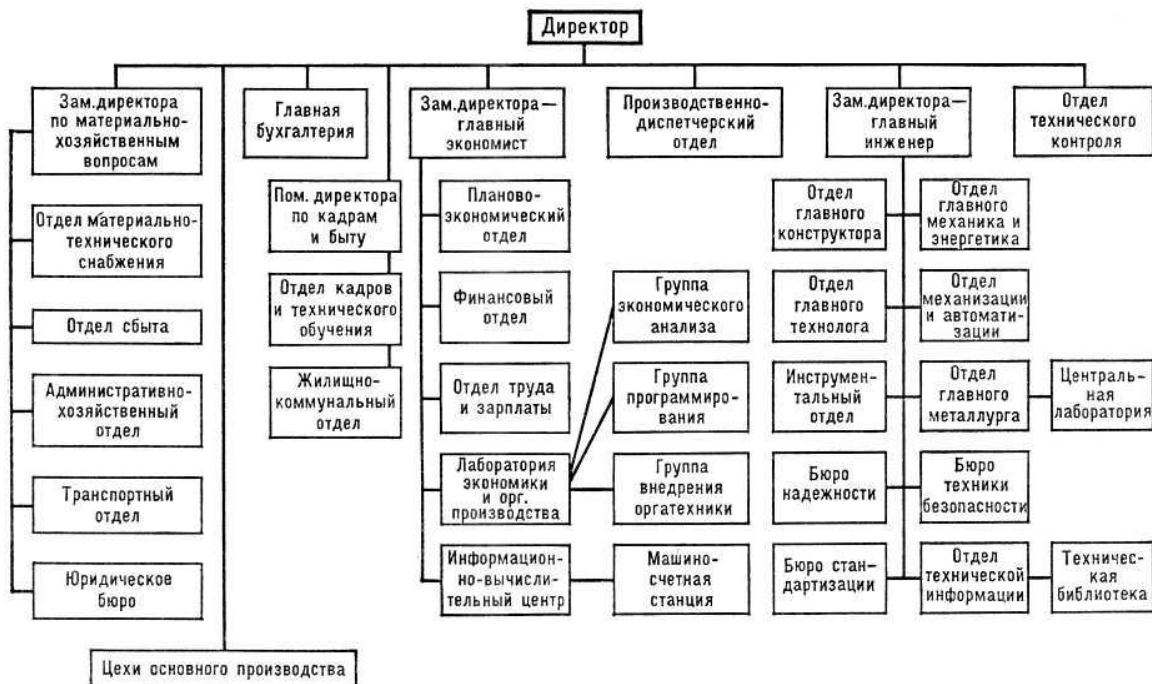 Директор
Зам.директора
по материально-
хозяйственным
вопросам
Главная
бухгалтерия
Зам.директора—
главный
экономист
Производственно-
диспетчерский
отдел
Зам.директора—
главный
инженер
Отдел
технического
контроля
Отдел материально-
технического
снабжения
Отдел сбыта
Административно-
хозяйственный
отдел
Транспортный
отдел
Юридическое
бюро
Цехи основного производства
Пом. директора
по кадрам
и быту
Отдел кадров
и технического
обучения
Жилищно-
коммунальный
отдел
Планово-
экономический
отдел
Финансовый
отдел
Отдел труда
и зарплаты
Лаборатория
экономики
и орг.
производства
Информацион-
но-вычисли-
тельный центр
Группа
экономического
анализа
Группа
программиро-
вания
Группа
внедрения
оргатехники
Машино-
счетная
станция
Отдел
главного
конструктора
Отдел
главного
технолога
Инструмен-
тальный
отдел
Бюро
надежности
Бюро стан-
дартизации
Отдел
главного
механика и
энергетика
Отдел
механизации
и автомати-
зации
Отдел
главного
металлурга
Бюро
техники
безопасности
Отдел
технической
информации
Централь-
ная
лаборатория
Техничес-
кая
библиотека